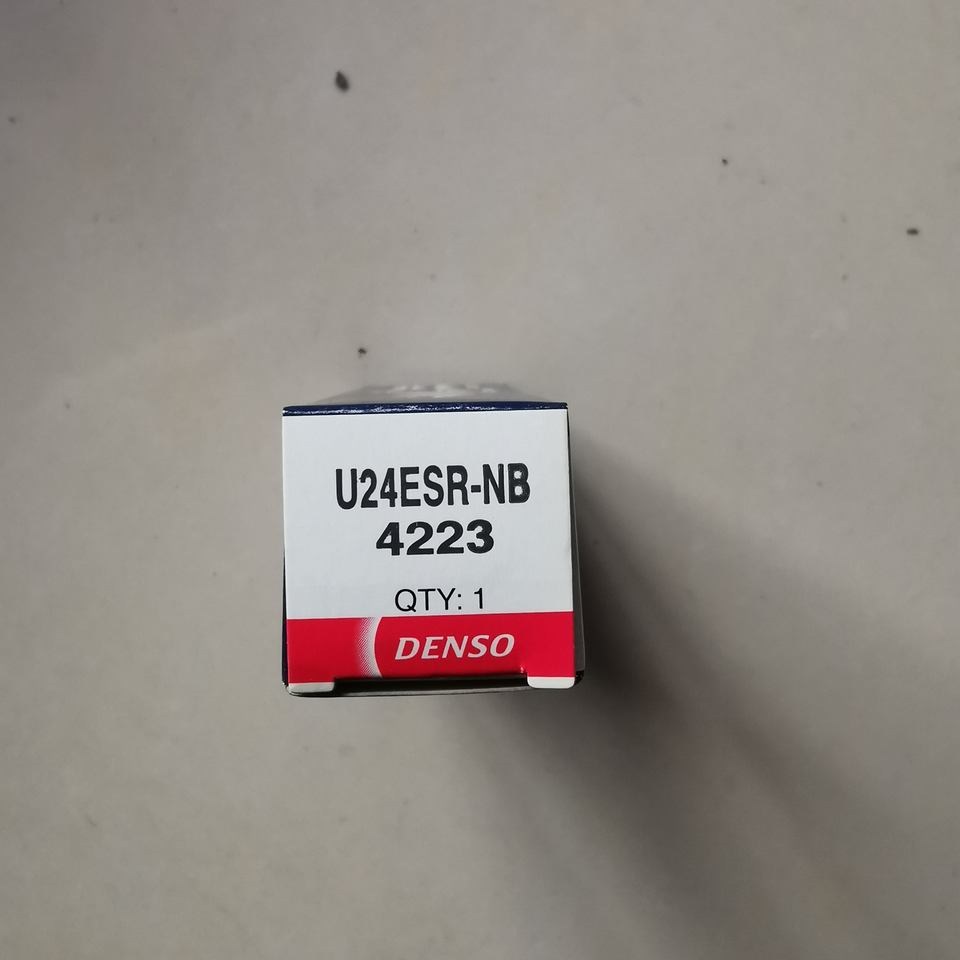 U24ESR-NB
4223
QTY: 1
DENSO